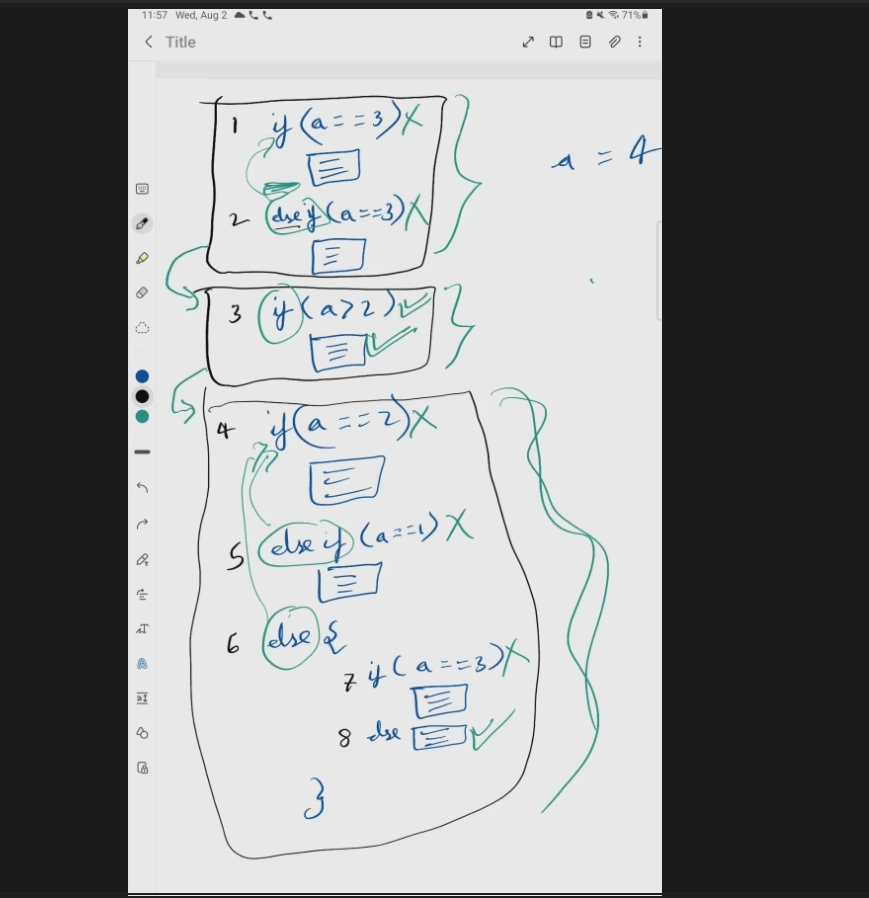 11:57 Wed, Aug 2 71%
Title
1 if (a==3) X
a = 4
2 else if (a==3) X
3 if (a>2)
4 if (a==2) X
5 else if (a==1) X
6 else {
7 if (a==3) X
8 else
}